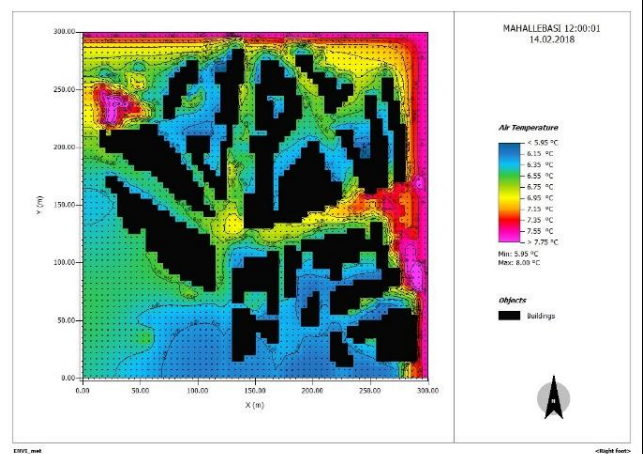 MAHALLEBASI 12:00:01
14.02.2018
300.00
250.00
200.00
150.00
100.00
50.00
0.00
Y (m)
0.00 50.00 100.00 150.00 200.00 250.00 300.00
X (m)
Air Temperature
< 5.95 °C
6.15 °C
6.35 °C
6.55 °C
6.75 °C
6.95 °C
7.15 °C
7.35 °C
7.55 °C
> 7.75 °C
Min: 5.95 °C
Max: 8.03 °C
Objects
Buildings
N
ENVI_met
<Right foot>